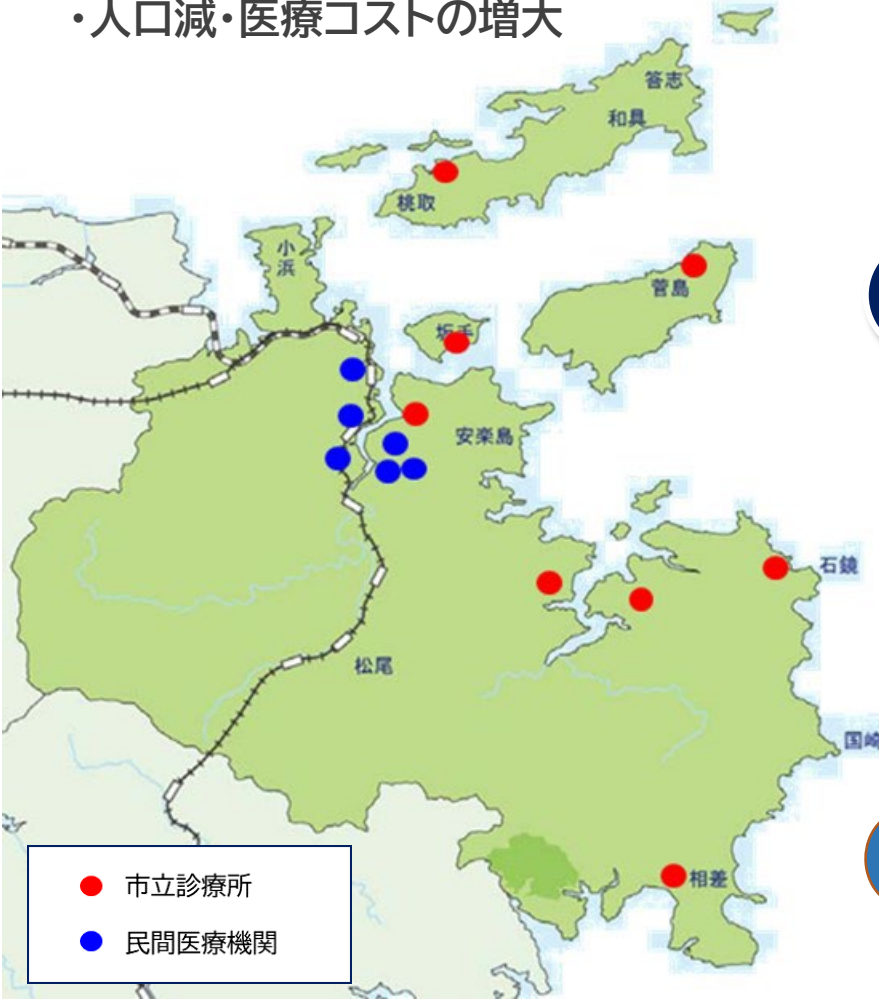 ・人口減・医療コストの増大
答志
和具
桃取
小浜
菅島
坂手
安楽島
石鏡
松尾
国崎
相差
市立診療所
民間医療機関